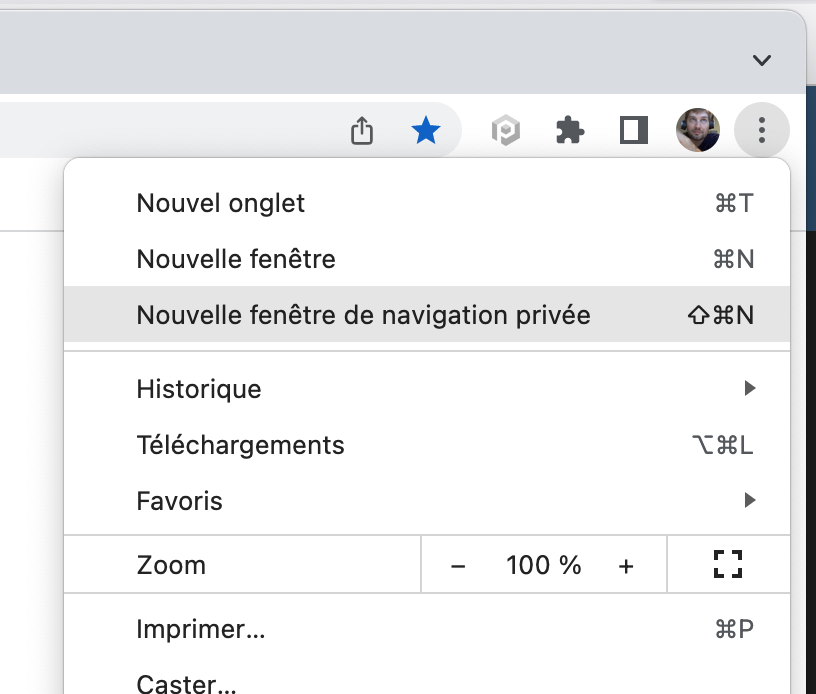 Nouvel onglet ⌘T
Nouvelle fenêtre ⌘N
Nouvelle fenêtre de navigation privée ⇧⌘N
Historique
Téléchargements ⌥⌘L
Favoris
Zoom − 100 % +
Imprimer... ⌘P
Caster...